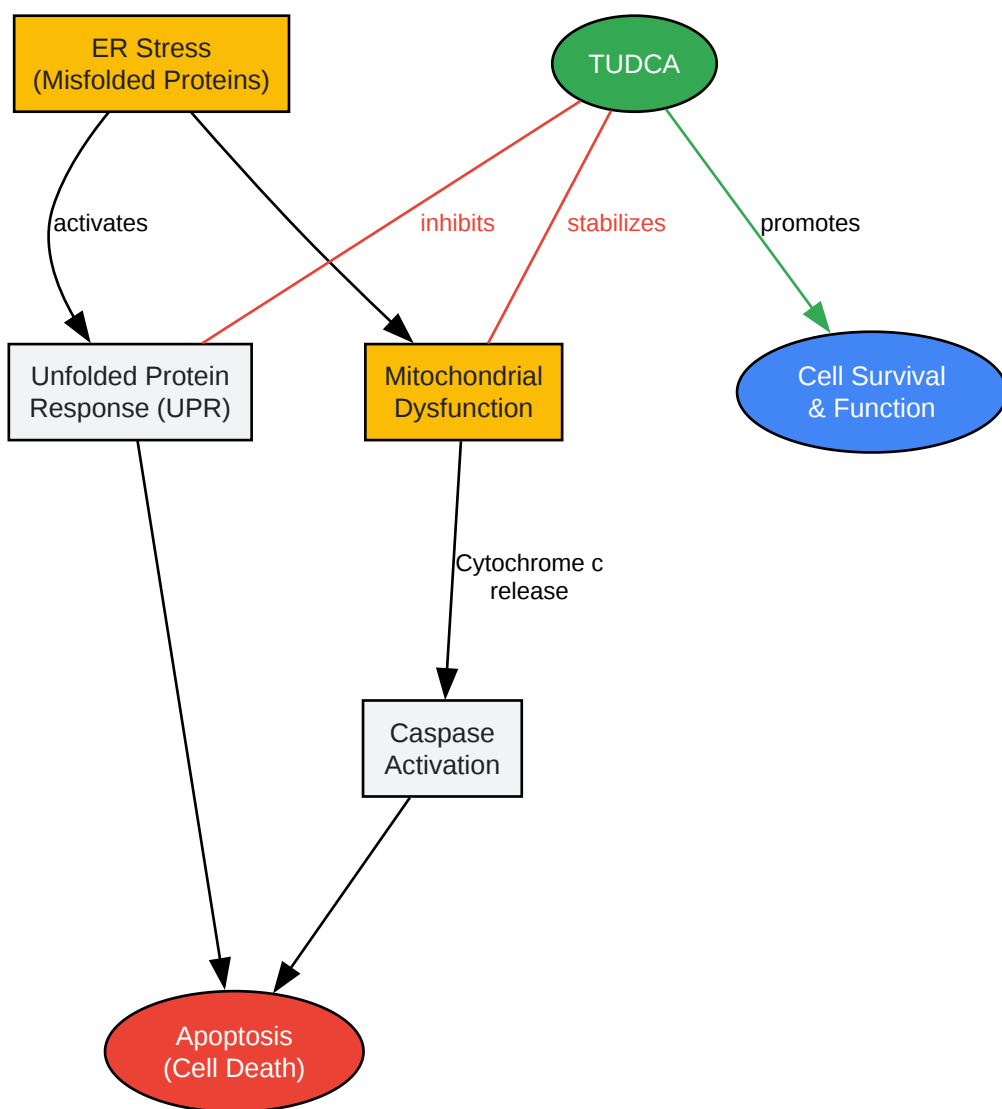 ER Stress
(Misfolded Proteins)
TUDCA
activates
inhibits
stabilizes
promotes
Unfolded Protein
Response (UPR)
Mitochondrial
Dysfunction
Cell Survival
& Function
Cytochrome c
release
Caspase
Activation
Apoptosis
(Cell Death)